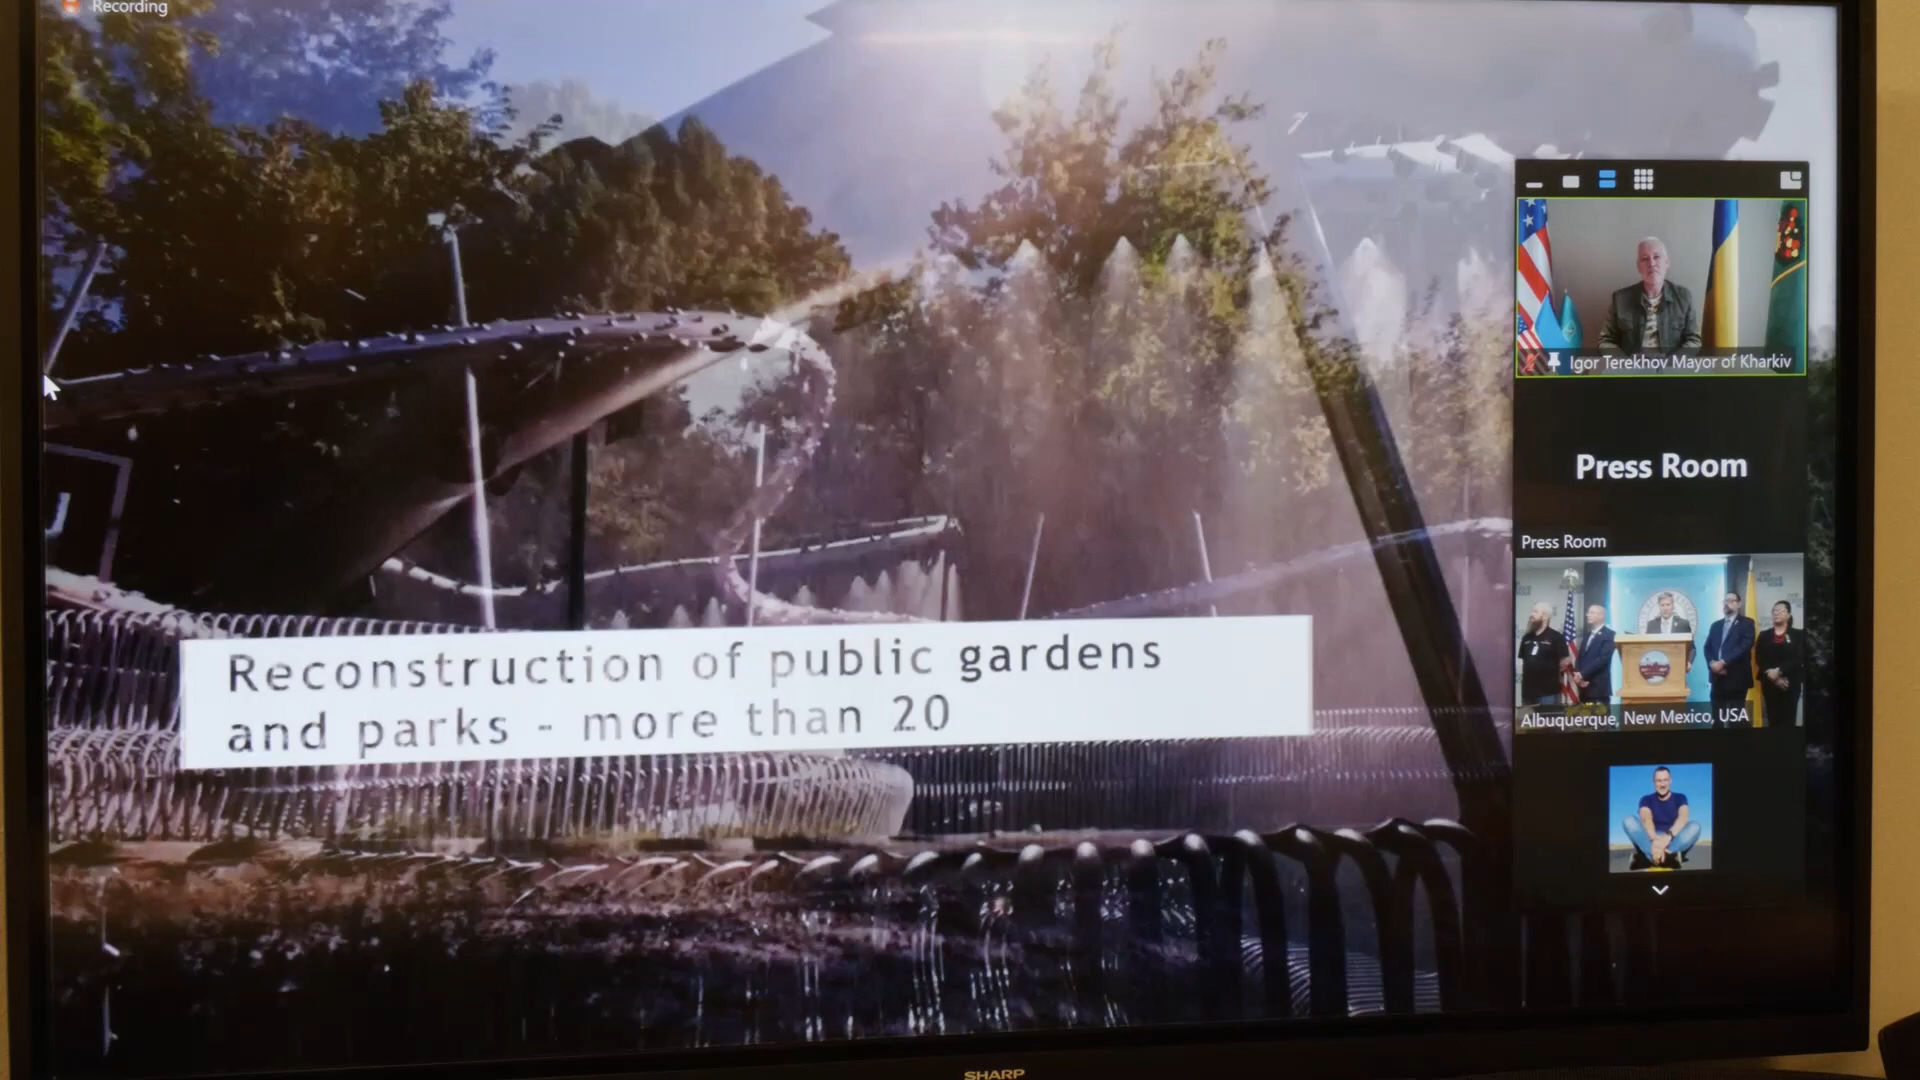 Recording
Reconstruction of public gardens
and parks - more than 20
Igor Terekhov Mayor of Kharkiv
Press Room
Press Room
Albuquerque, New Mexico, USA
SHARP